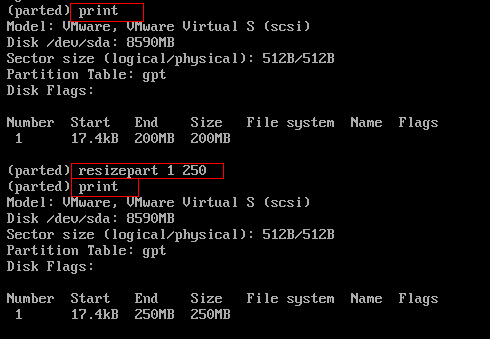 (parted) print
Model: VMware, VMware Virtual S (scsi)
Disk /dev/sda: 8590MB
Sector size (logical/physical): 512B/512B
Partition Table: gpt
Disk Flags:
Number  Start   End    Size   File system  Name  Flags
 1      17.4kB  200MB  200MB
(parted) resizepart 1 250
(parted) print
Model: VMware, VMware Virtual S (scsi)
Disk /dev/sda: 8590MB
Sector size (logical/physical): 512B/512B
Partition Table: gpt
Disk Flags:
Number  Start   End    Size   File system  Name  Flags
 1      17.4kB  250MB  250MB